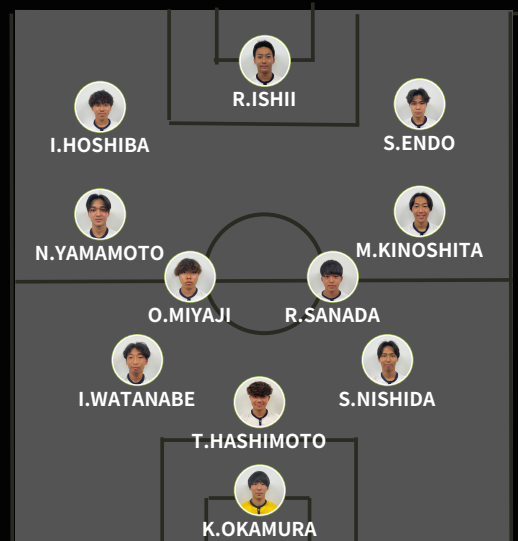 R.ISHII
I.HOSHIBA
S.ENDO
N.YAMAMOTO
M.KINOSHITA
O.MIYAJI
R.SANADA
I.WATANABE
S.NISHIDA
T.HASHIMOTO
K.OKAMURA